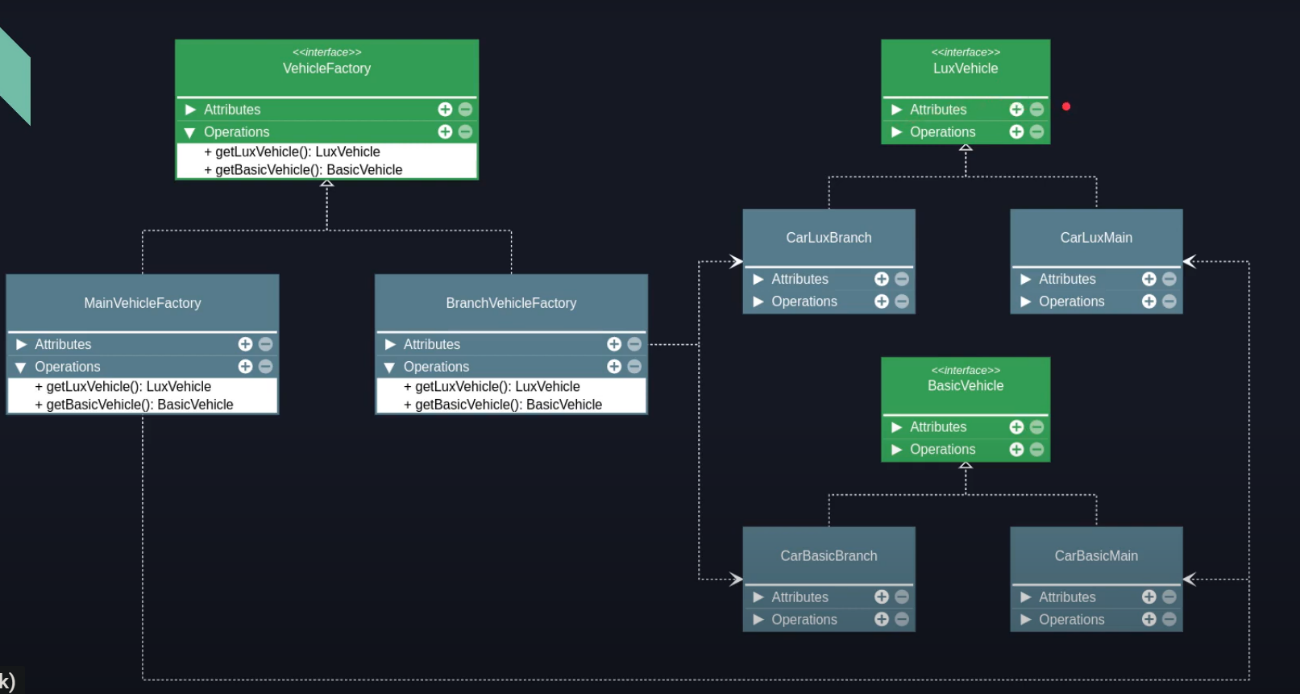 <<interface>>
VehicleFactory
Attributes
Operations
+ getLuxVehicle(): LuxVehicle
+ getBasicVehicle(): BasicVehicle
<<interface>>
LuxVehicle
Attributes
Operations
CarLuxBranch
Attributes
Operations
CarLuxMain
Attributes
Operations
MainVehicleFactory
Attributes
Operations
+ getLuxVehicle(): LuxVehicle
+ getBasicVehicle(): BasicVehicle
BranchVehicleFactory
Attributes
Operations
+ getLuxVehicle(): LuxVehicle
+ getBasicVehicle(): BasicVehicle
<<interface>>
BasicVehicle
Attributes
Operations
CarBasicBranch
Attributes
Operations
CarBasicMain
Attributes
Operations
k)